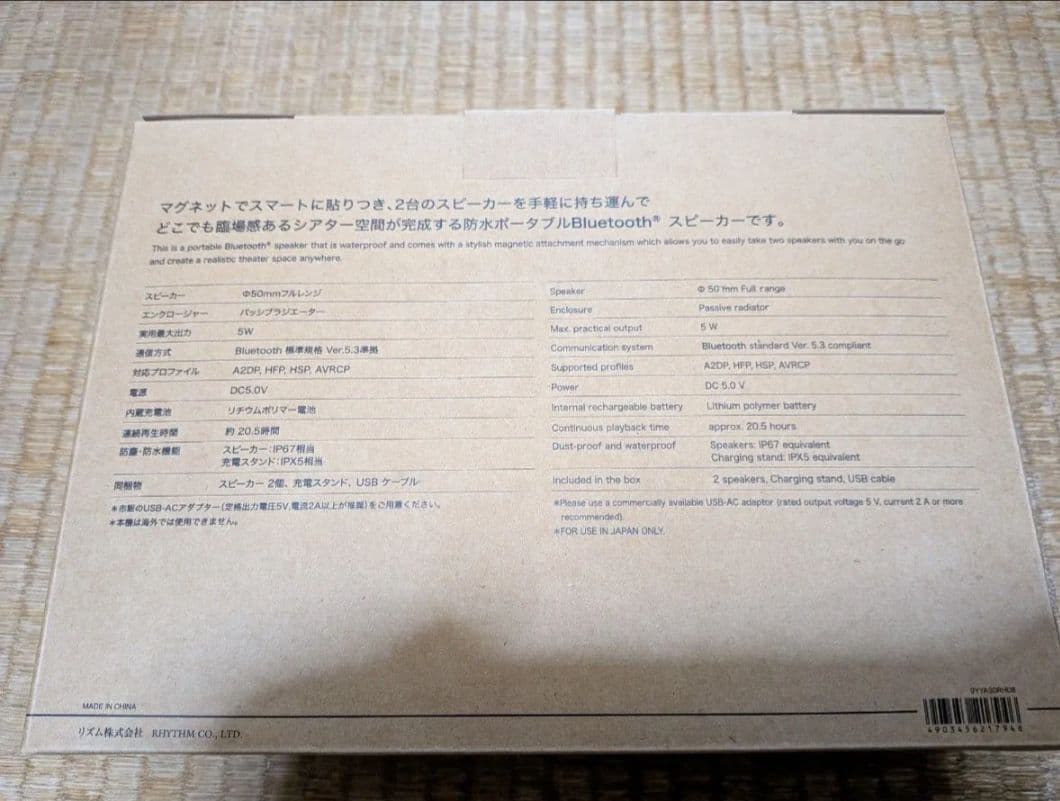 マグネットでスマートに貼りつき、2台のスピーカーを手軽に持ち運んで
どこでも臨場感あるシアター空間が完成する防水ポータブルBluetooth® スピーカーです。
This is a portable Bluetooth® speaker that is waterproof and comes with a stylish magnetic attachment mechanism which allows you to easily take two speakers with you on the go
and create a realistic theater space anywhere.
スピーカー Φ50mmフルレンジ
エンクロージャー パッシブラジエーター
実用最大出力 5W
通信方式 Bluetooth 標準規格 Ver.5.3準拠
対応プロファイル A2DP, HFP, HSP, AVRCP
電源 DC5.0V
内蔵充電池 リチウムポリマー電池
連続再生時間 約 20.5時間
防塵・防水機能 スピーカー:IP67相当
充電スタンド:IPX5相当
同梱物 スピーカー 2個、充電スタンド、USB ケーブル
*市販のUSB-ACアダプター(定格出力電圧5V,電流2A以上が推奨)をご用意ください。
*本機は海外では使用できません。
Speaker Φ 50 mm Full range
Enclosure Passive radiator
Max. practical output 5 W
Communication system Bluetooth standard Ver. 5.3 compliant
Supported profiles A2DP, HFP, HSP, AVRCP
Power DC 5.0 V
Internal rechargeable battery Lithium polymer battery
Continuous playback time approx. 20.5 hours
Dust-proof and waterproof Speakers: IP67 equivalent
Charging stand: IPX5 equivalent
Included in the box 2 speakers, Charging stand, USB cable
*Please use a commercially available USB-AC adaptor (rated output voltage 5 V, current 2 A or more
recommended).
*FOR USE IN JAPAN ONLY.
MADE IN CHINA
リズム株式会社 RHYTHM CO., LTD.
9YYA30RH08
4903456217946